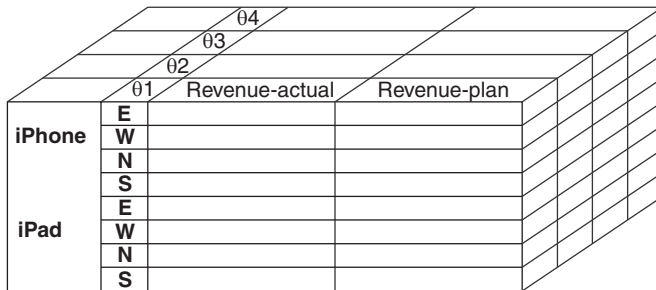 θ4
θ3
θ2
θ1 Revenue-actual Revenue-plan
E
iPhone W
N
S
E
iPad W
N
S